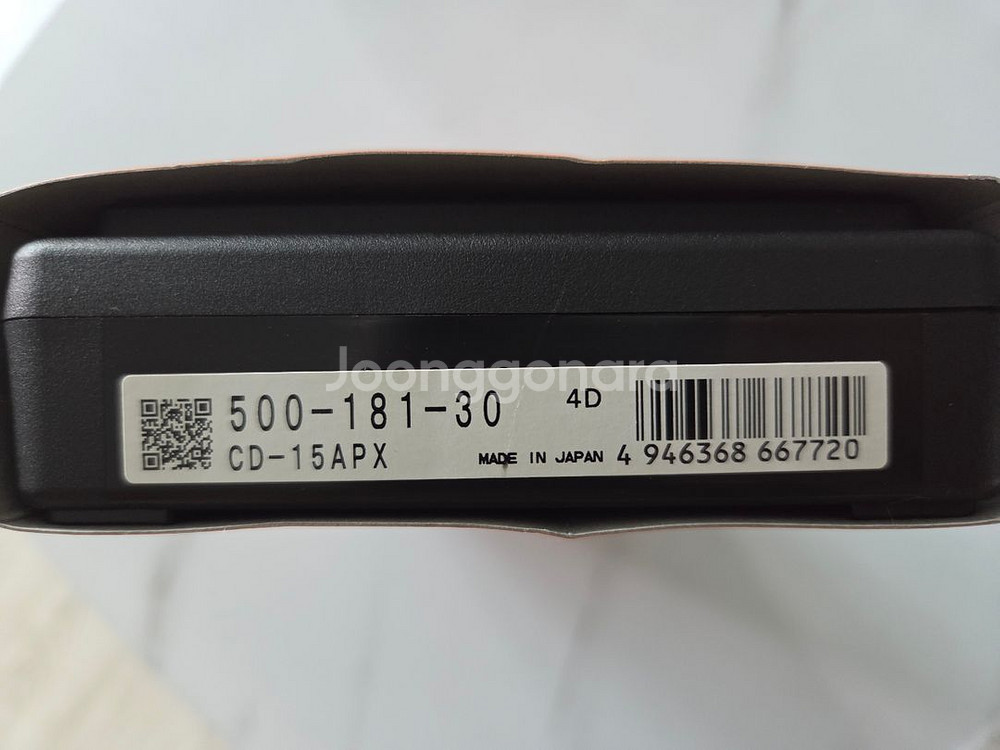 Joonggonara
500-181-30 4D
CD-15APX MADE IN JAPAN 4 946368 667720